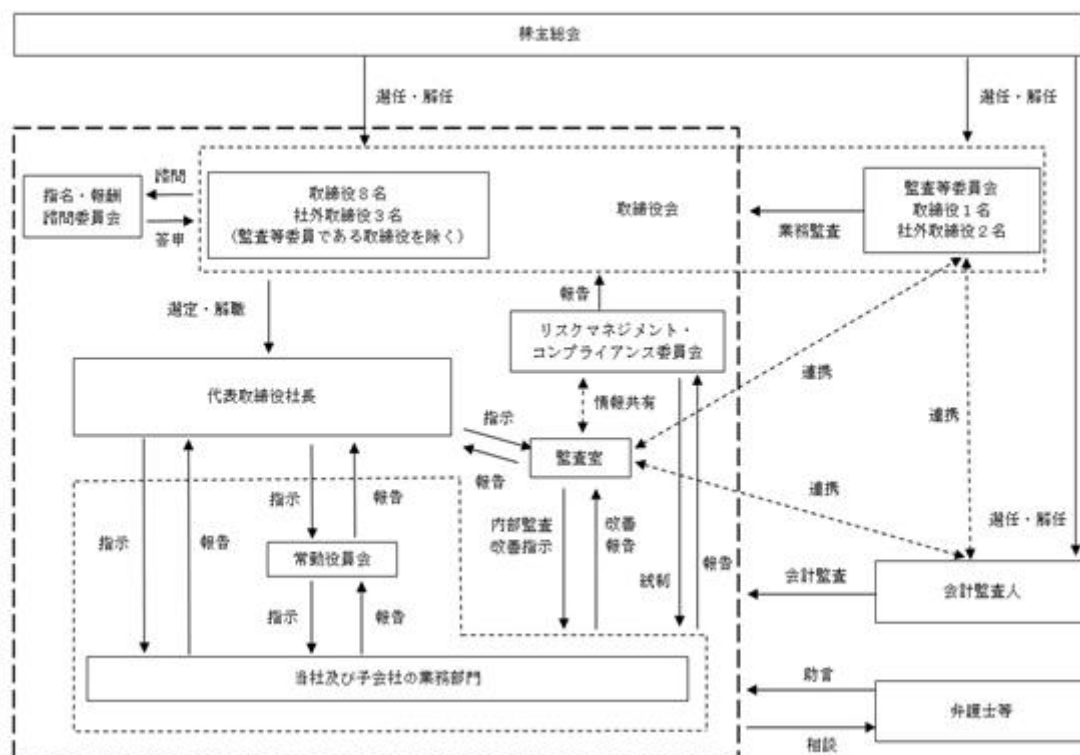 株主総会
選任・解任
選任・解任
指名・報酬
諮問委員会
諮問
答申
取締役８名
社外取締役３名
（監査等委員である取締役を除く）
取締役会
業務監査
監査等委員会
取締役１名
社外取締役２名
選定・解職
報告
リスクマネジメント・
コンプライアンス委員会
代表取締役社長
指示
報告
情報共有
監査室
連携
連携
連携
選任・解任
指示
報告
指示
報告
常勤役員会
指示
報告
内部監査
改善指示
改善
報告
統制
報告
会計監査
会計監査人
当社及び子会社の業務部門
助言
相談
弁護士等